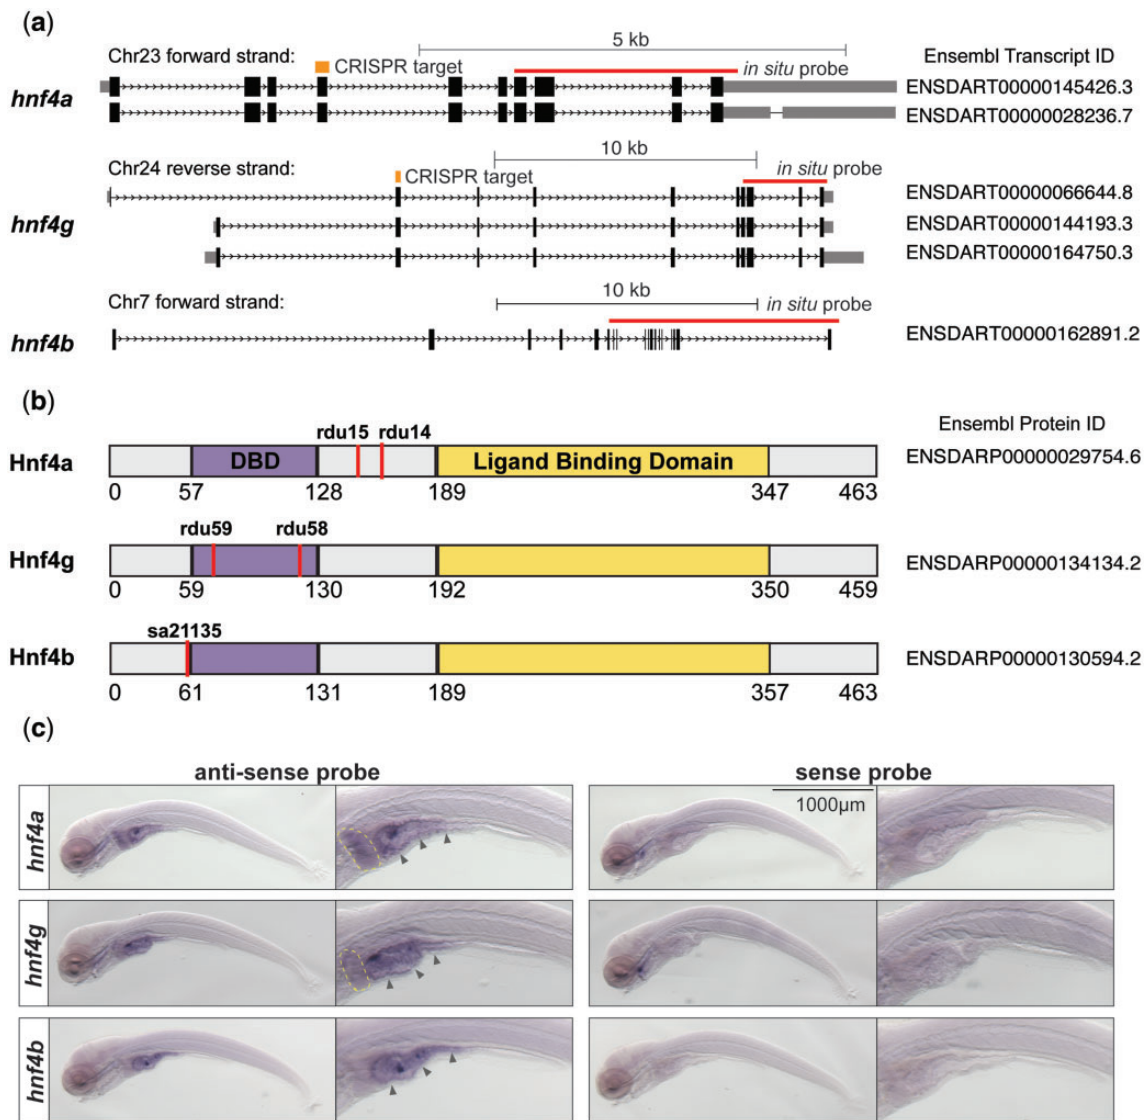 (a)
Chr23 forward strand:
5 kb
Ensembl Transcript ID
CRISPR target
in situ probe
hnf4a
ENSDART00000145426.3
ENSDART00000028236.7
Chr24 reverse strand:
10 kb
in situ probe
CRISPR target
hnf4g
ENSDART00000066644.8
ENSDART00000144193.3
ENSDART00000164750.3
Chr7 forward strand:
10 kb
in situ probe
hnf4b
ENSDART00000162891.2
(b)
Ensembl Protein ID
rdu15 rdu14
Hnf4a DBD Ligand Binding Domain ENSDARP00000029754.6
0 57 128 189 347 463
rdu59 rdu58
Hnf4g ENSDARP00000134134.2
0 59 130 192 350 459
sa21135
Hnf4b ENSDARP00000130594.2
0 61 131 189 357 463
(c)
anti-sense probe sense probe
hnf4a
1000µm
hnf4g
hnf4b